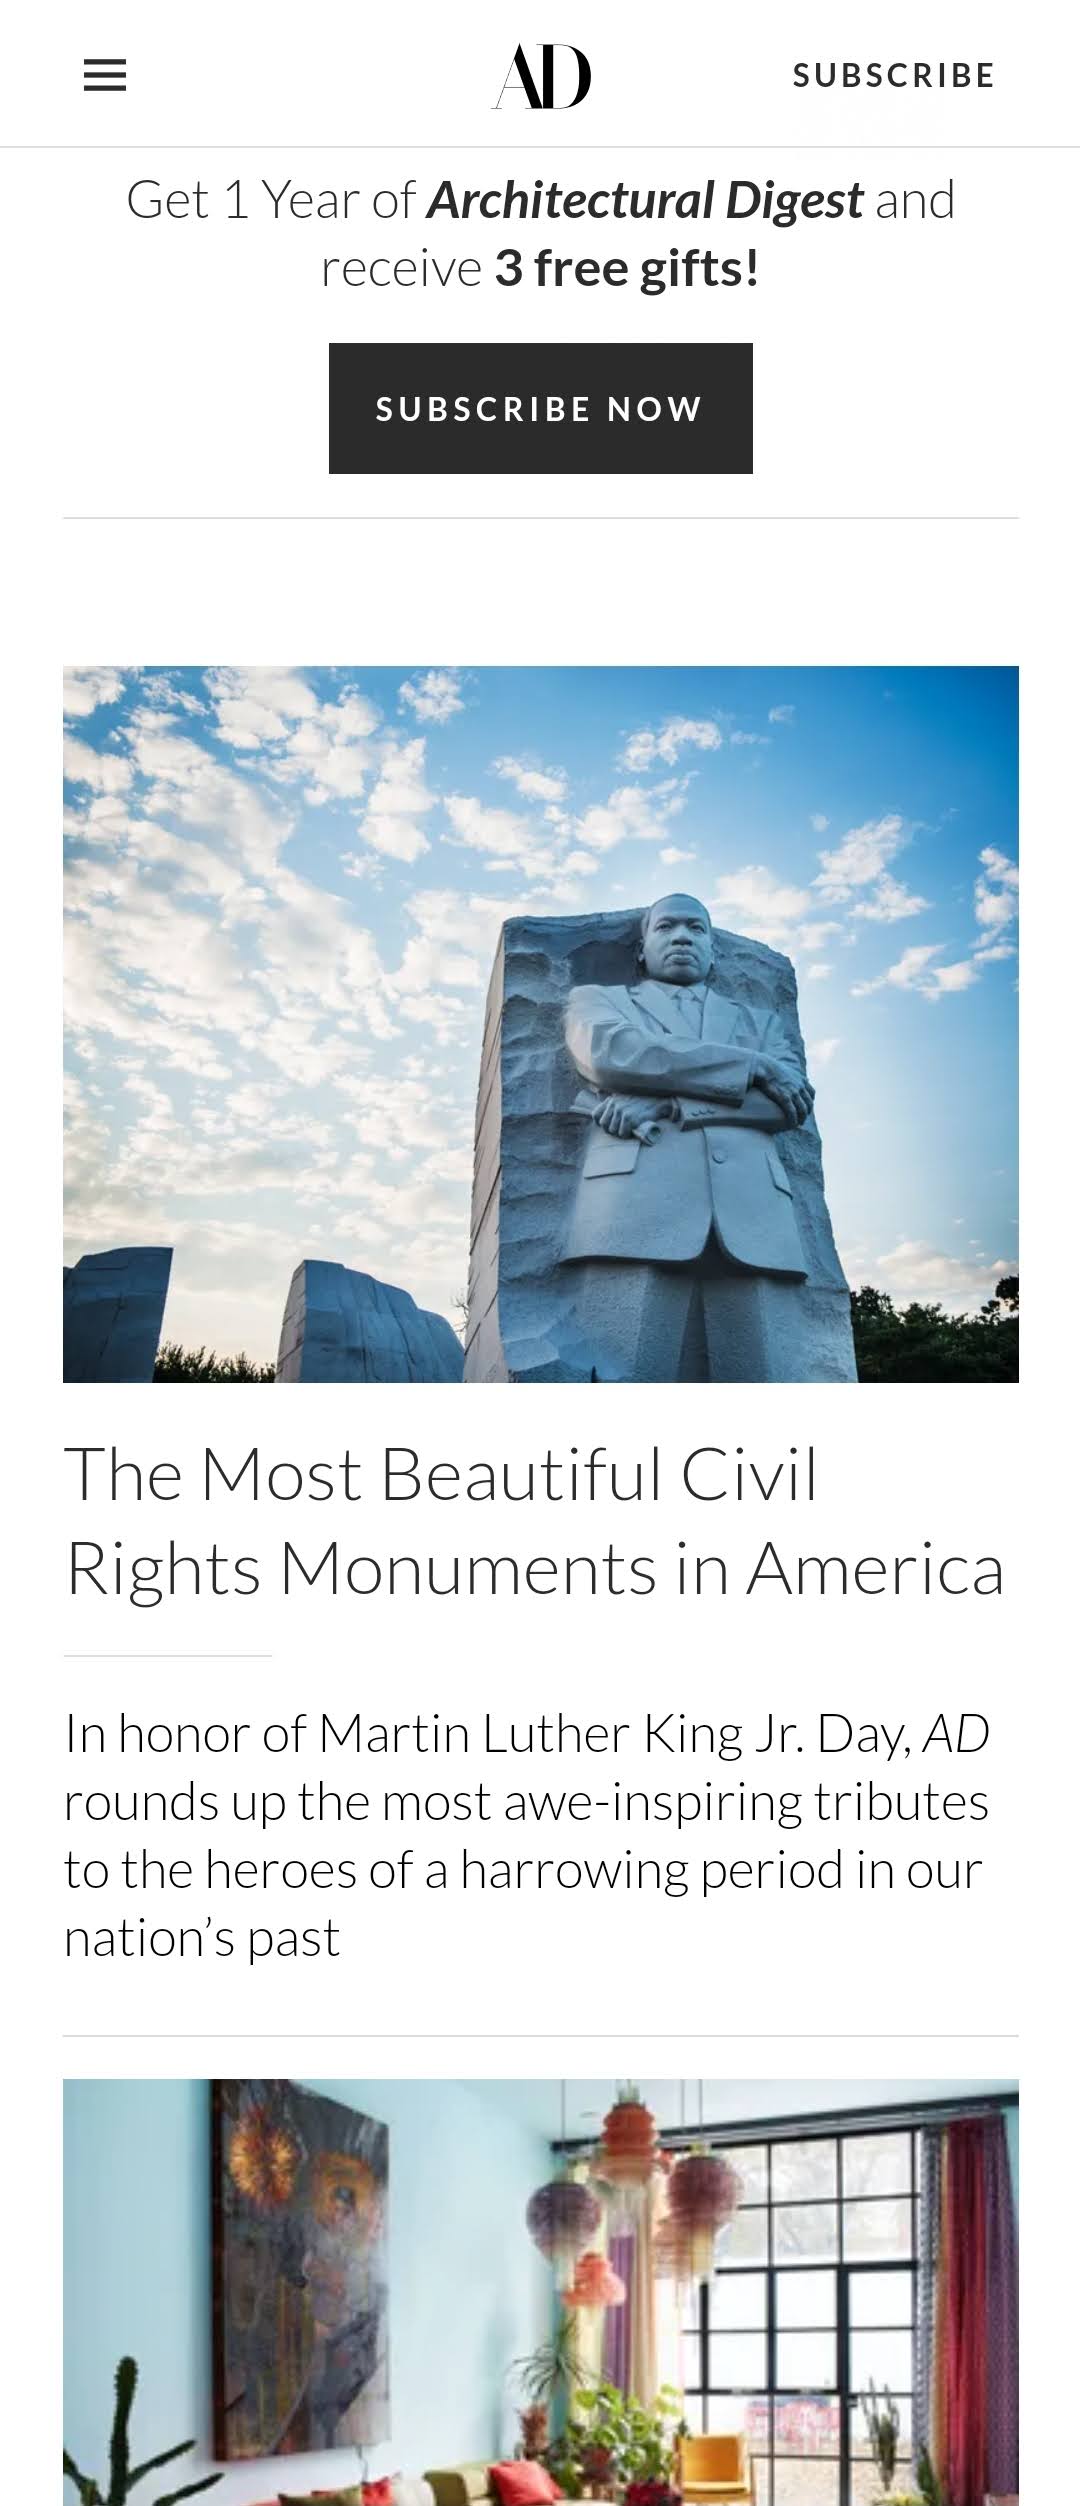 AD
SUBSCRIBE
Get 1 Year of Architectural Digest and
receive 3 free gifts!
SUBSCRIBE NOW
The Most Beautiful Civil
Rights Monuments in America
In honor of Martin Luther King Jr. Day, AD
rounds up the most awe-inspiring tributes
to the heroes of a harrowing period in our
nation’s past